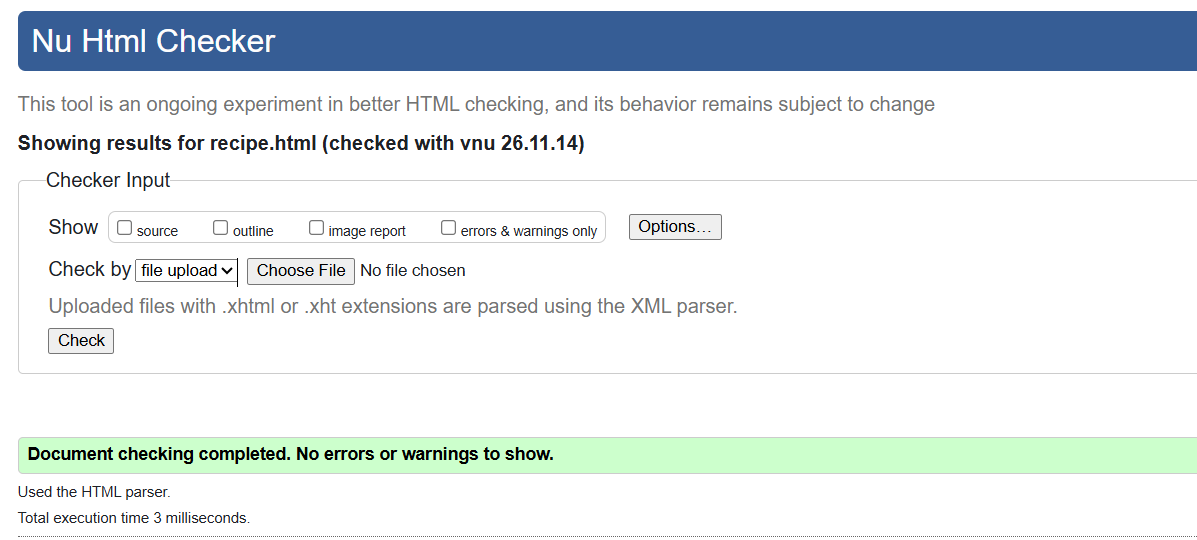 Nu Html Checker
This tool is an ongoing experiment in better HTML checking, and its behavior remains subject to change
Showing results for recipe.html (checked with vnu 26.11.14)
Checker Input
Show source outline image report errors & warnings only Options…
Check by file upload Choose File No file chosen
Uploaded files with .xhtml or .xht extensions are parsed using the XML parser.
Check
Document checking completed. No errors or warnings to show.
Used the HTML parser.
Total execution time 3 milliseconds.